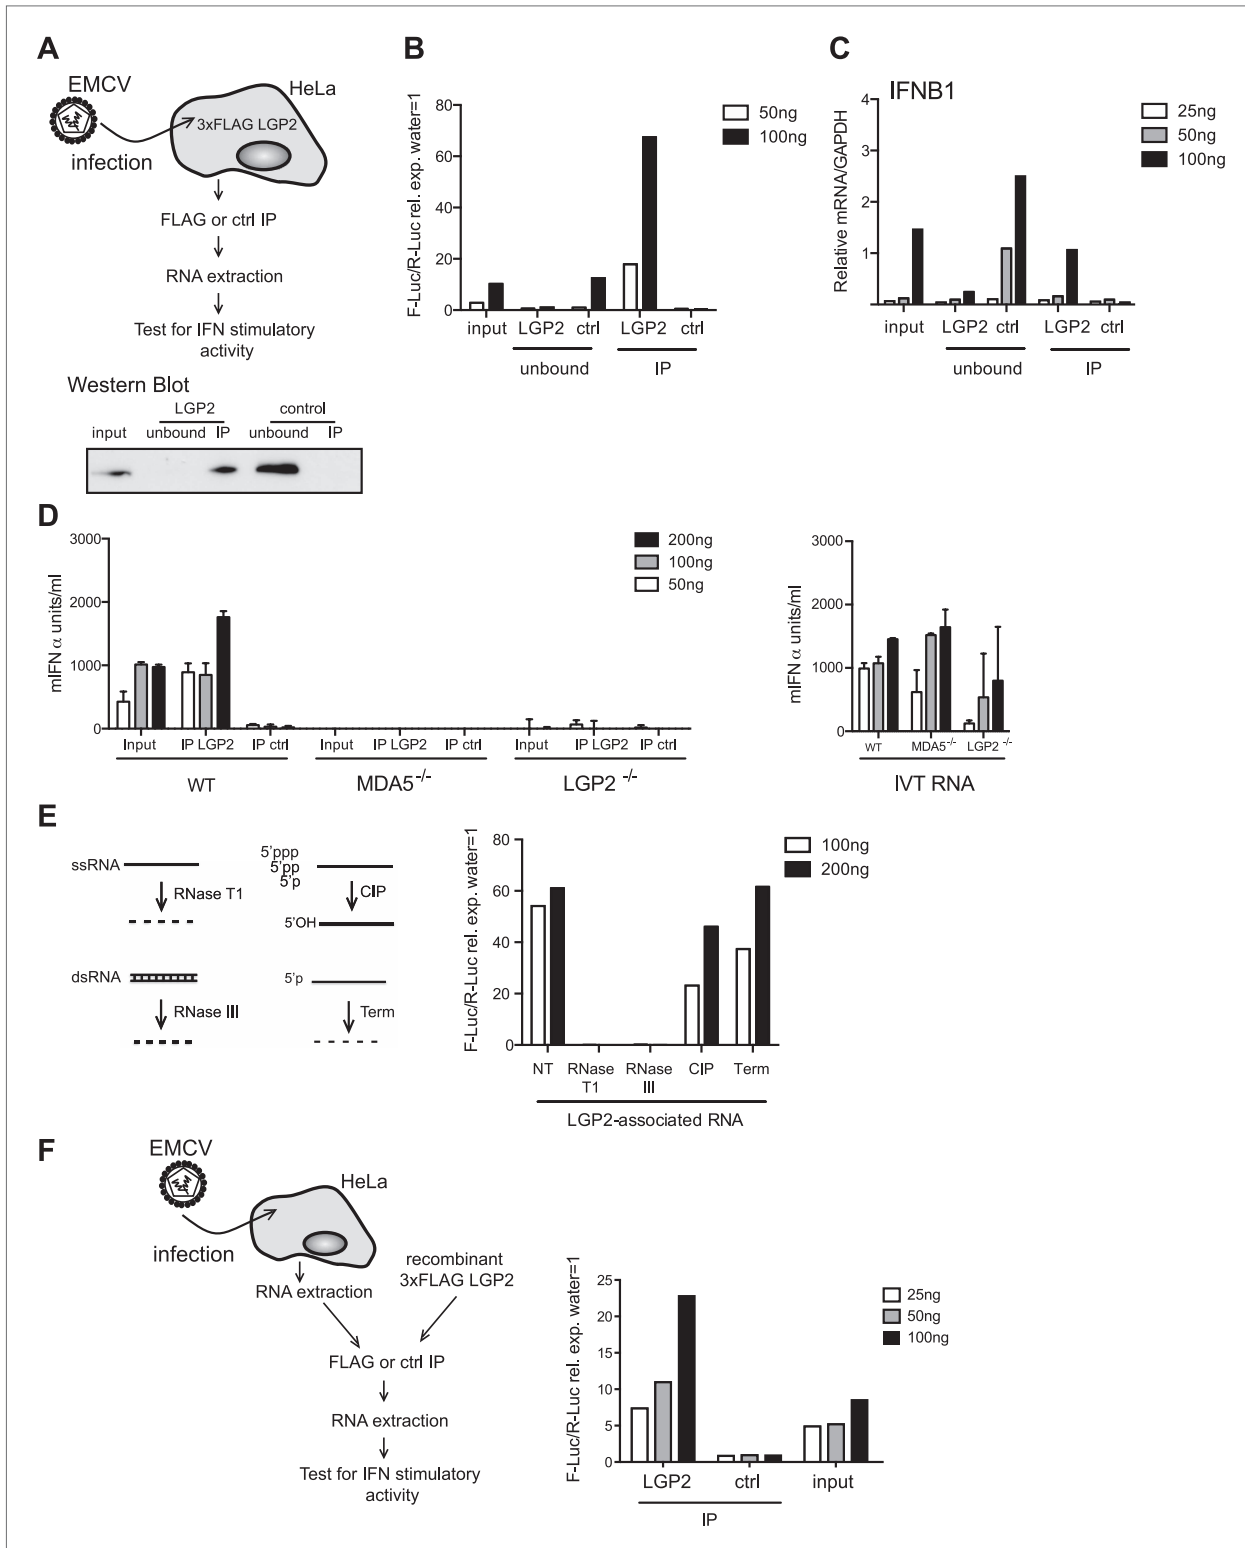 A
EMCV
HeLa
3xFLAG LGP2
infection
FLAG or ctrl IP
RNA extraction
Test for IFN stimulatory
activity
Western Blot
LGP2 control
input unbound IP unbound IP
B
F-Luc/R-Luc rel. exp. water=1
80
60
40
20
0
50ng
100ng
input LGP2 ctrl LGP2 ctrl
unbound IP
C
IFNB1
Relative mRNA/GAPDH
4
3
2
1
25ng
50ng
100ng
input LGP2 ctrl LGP2 ctrl
unbound IP
D
mIFN α units/ml
3000
2000
1000
0
200ng
100ng
50ng
Input IP LGP2 IP ctrl Input IP LGP2 IP ctrl Input IP LGP2 IP ctrl
WT MDA5-/- LGP2 -/-
mIFN α units/ml
3000
2000
1000
0
WT MDA5-/- LGP2 -/-
IVT RNA
E
ssRNA
RNase T1
dsRNA
RNase III
5'ppp
5'pp
5'p
CIP
5'OH
5'p
Term
F-Luc/R-Luc rel. exp. water=1
80
60
40
20
0
100ng
200ng
NT RNase RNase CIP Term
T1 III
LGP2-associated RNA
F
EMCV
HeLa
infection
recombinant
3xFLAG LGP2
RNA extraction
FLAG or ctrl IP
RNA extraction
Test for IFN stimulatory
activity
F-Luc/R-Luc rel. exp. water=1
25
20
15
10
5
0
25ng
50ng
100ng
LGP2 ctrl input
IP